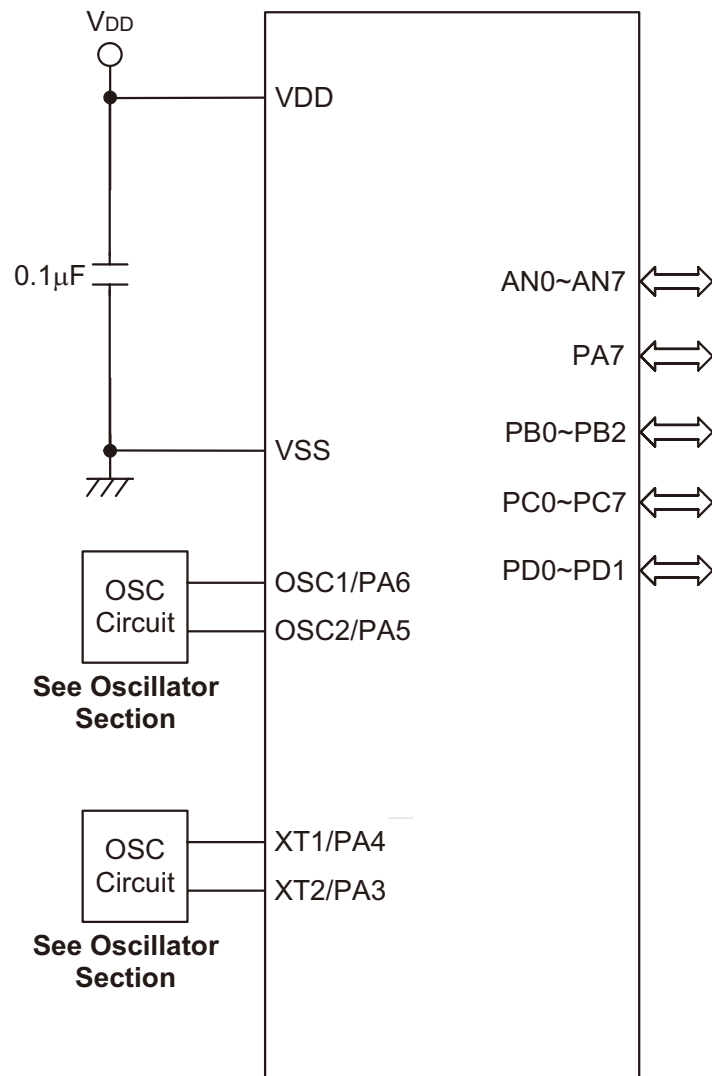 VDD
VDD
0.1μF
AN0~AN7
PA7
PB0~PB2
VSS
PC0~PC7
PD0~PD1
OSC
Circuit
OSC1/PA6
OSC2/PA5
See Oscillator
Section
OSC
Circuit
XT1/PA4
XT2/PA3
See Oscillator
Section